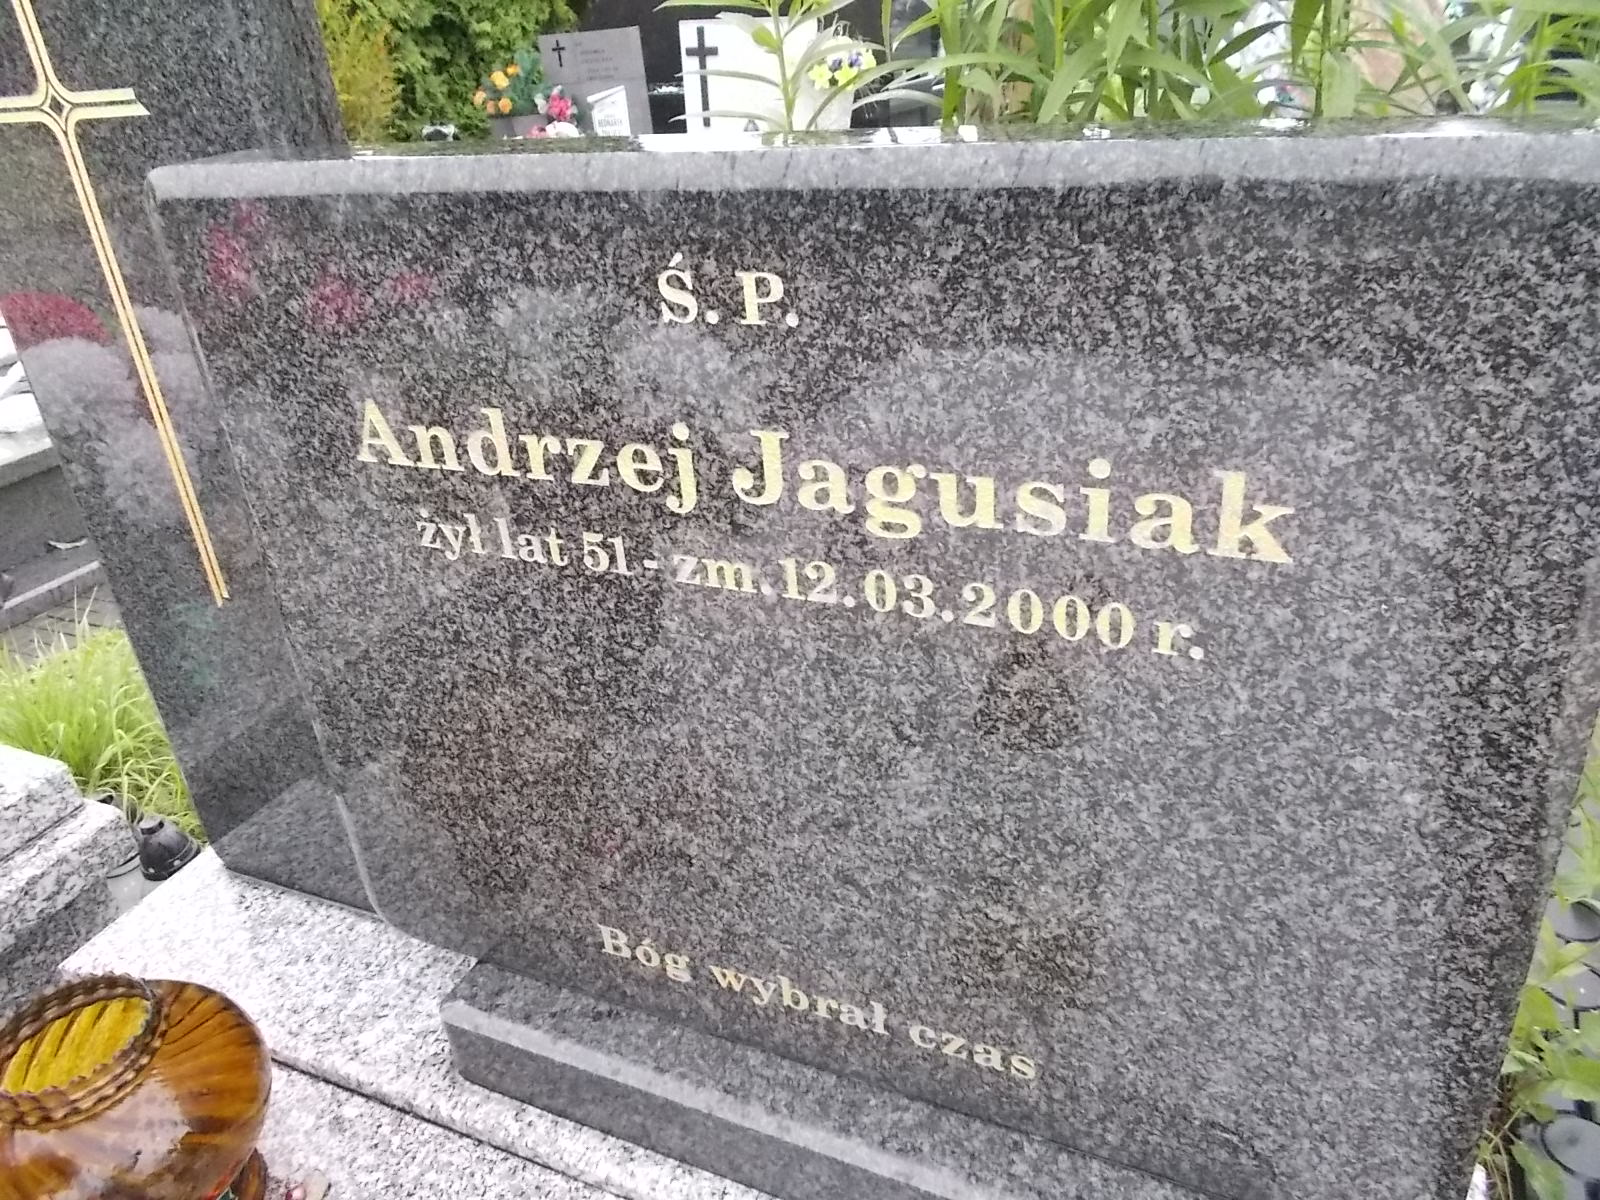 Ś. P.
Andrzej Jagusiak
żył lat 51 - zm. 12.03.2000 r.
Bóg wybrał czas